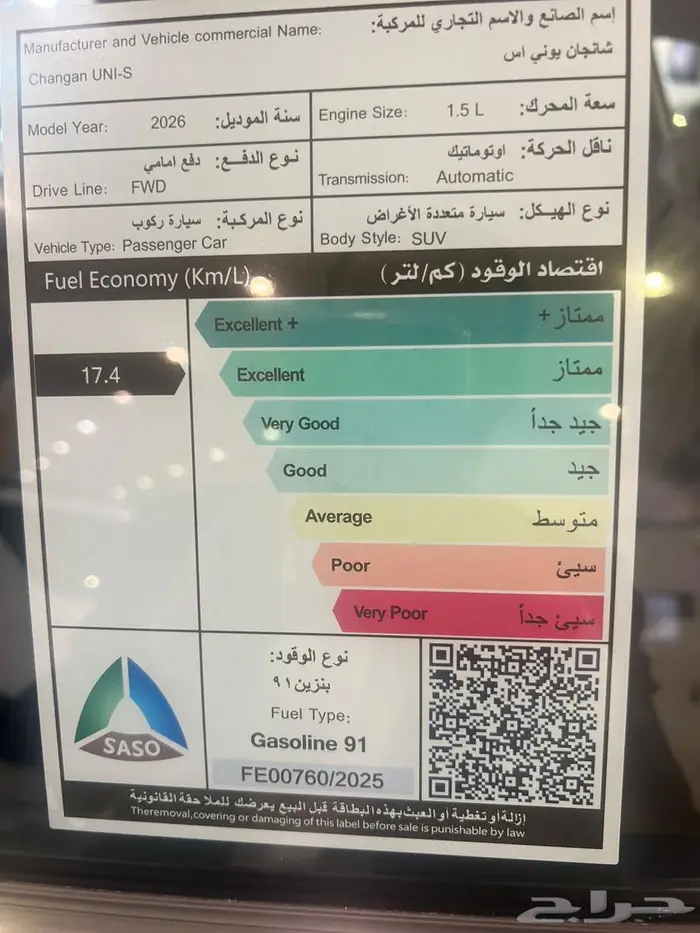 إسم الصانع والاسم التجاري للمركبة:
Manufacturer and Vehicle commercial Name:
شانجان يوني اس
Changan UNI-S
سنة الموديل:
Model Year: 2026
سعة المحرك:
Engine Size: 1.5 L
نوع الدفع: دفع امامي
Drive Line: FWD
ناقل الحركة: اوتوماتيك
Transmission: Automatic
نوع المركبة: سيارة ركوب
Vehicle Type: Passenger Car
نوع الهيكل: سيارة متعددة الأغراض
Body Style: SUV
Fuel Economy (Km/L) اقتصاد الوقود (كم/لتر)
Excellent + ممتاز +
17.4
Excellent ممتاز
Very Good جيد جداً
Good جيد
Average متوسط
Poor سيئ
Very Poor سيئ جداً
SASO
نوع الوقود:
بنزين ٩١
Fuel Type:
Gasoline 91
FE00760/2025
إزالة أو تغطية أو العبث بهذه البطاقة قبل البيع يعرضك للملاحقة القانونية
Theremoval,covering or damaging of this label before sale is punishable by law
حراج